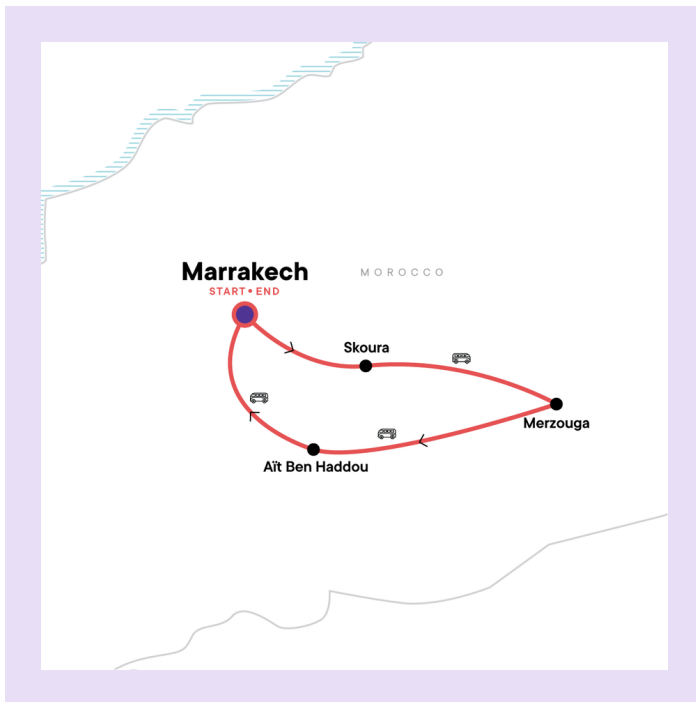 Marrakech
START • END
MOROCCO
Skoura
Merzouga
Aït Ben Haddou